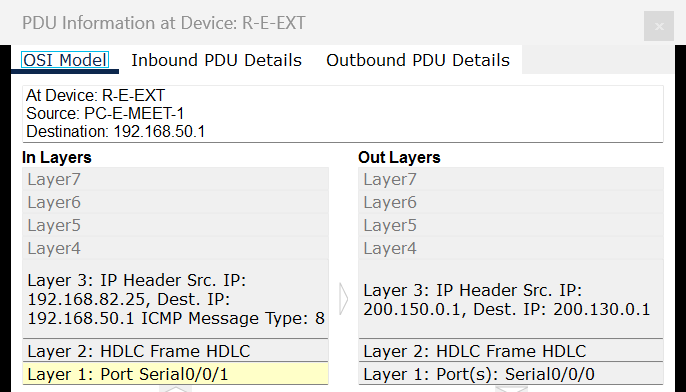 PDU Information at Device: R-E-EXT
×
OSI Model Inbound PDU Details Outbound PDU Details
At Device: R-E-EXT
Source: PC-E-MEET-1
Destination: 192.168.50.1
In Layers
Layer7
Layer6
Layer5
Layer4
Layer 3: IP Header Src. IP:
192.168.82.25, Dest. IP:
192.168.50.1 ICMP Message Type: 8
Layer 2: HDLC Frame HDLC
Layer 1: Port Serial0/0/1
Out Layers
Layer7
Layer6
Layer5
Layer4
Layer 3: IP Header Src. IP:
200.150.0.1, Dest. IP: 200.130.0.1
Layer 2: HDLC Frame HDLC
Layer 1: Port(s): Serial0/0/0